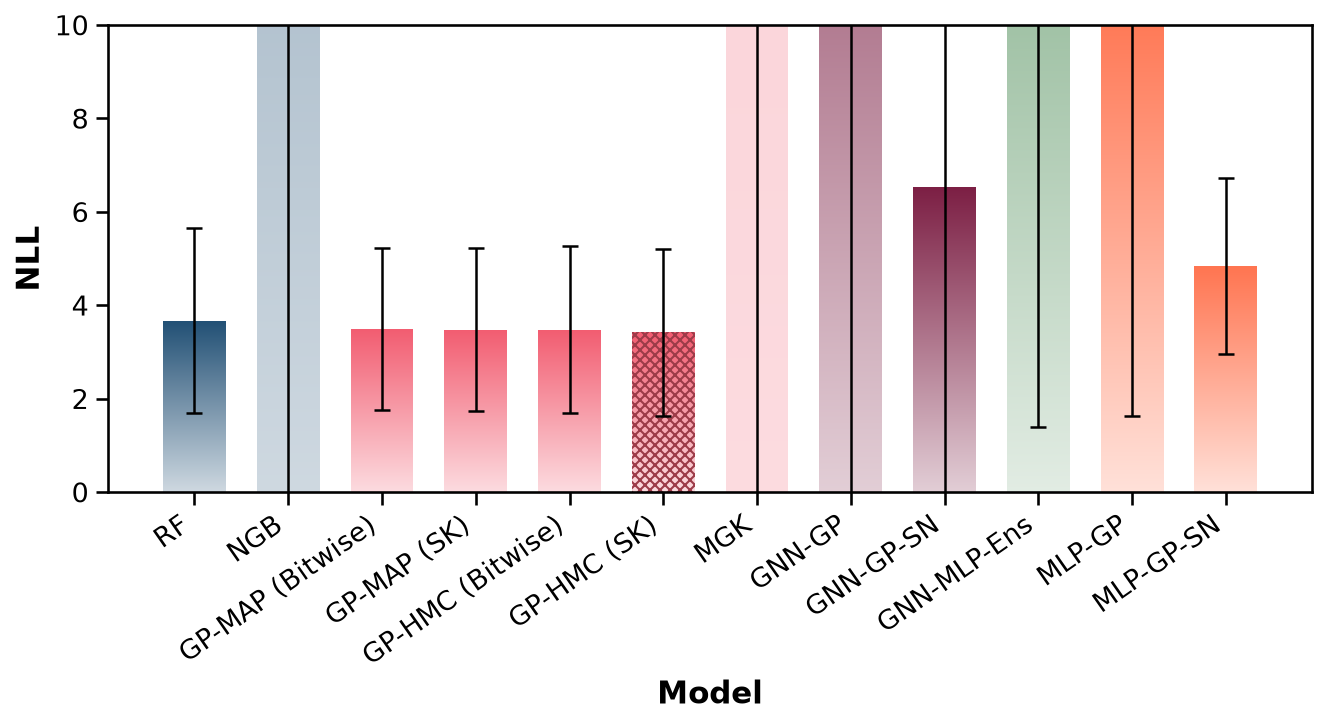 10
8
6
4
2
0
NLL
RF
NGB
GP-MAP (Bitwise)
GP-MAP (SK)
GP-HMC (Bitwise)
GP-HMC (SK)
MGK
GNN-GP
GNN-GP-SN
GNN-MLP-Ens
MLP-GP
MLP-GP-SN
Model